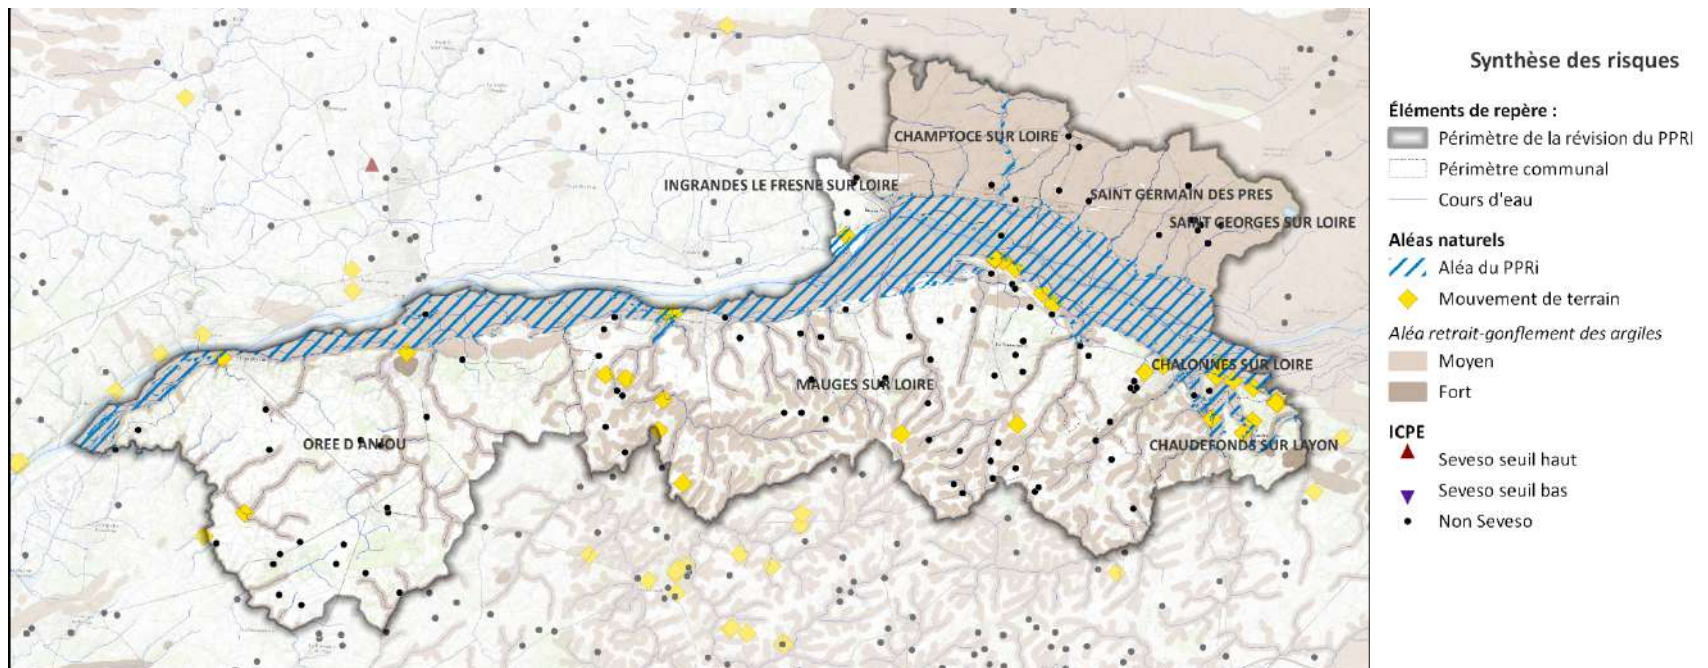 Synthèse des risques
Éléments de repère :
Périmètre de la révision du PPRI
Périmètre communal
Cours d'eau
Aléas naturels
Aléa du PPRi
Mouvement de terrain
Aléa retrait-gonflement des argiles
Moyen
Fort
ICPE
Seveso seuil haut
Seveso seuil bas
Non Seveso
CHAMPTOCE SUR LOIRE
INGRANDES LE FRESNE SUR LOIRE
SAINT GERMAIN DES PRES
SAINT GEORGES SUR LOIRE
CHALONNES SUR LOIRE
MAUGES SUR LOIRE
OREE D'ANJOU
CHAUDEFONDS SUR LAYON